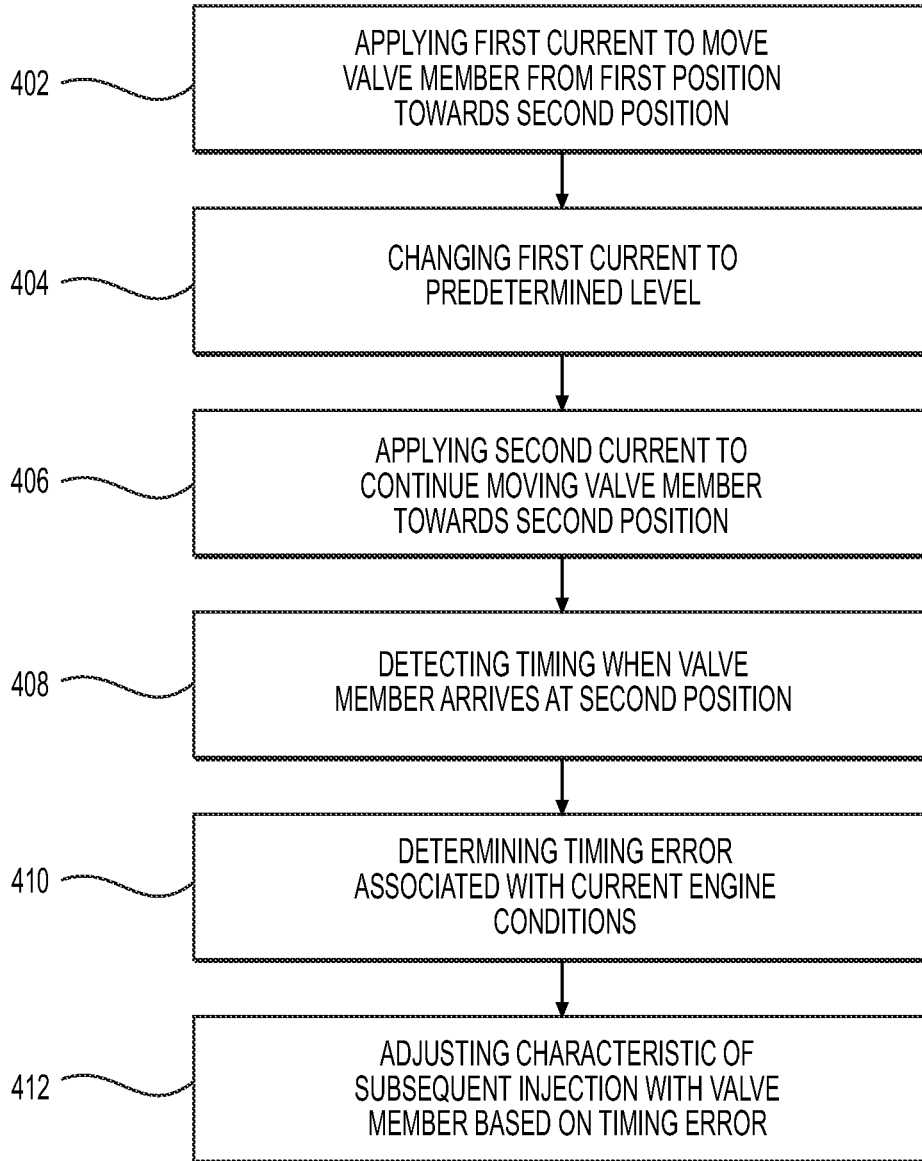 402
APPLYING FIRST CURRENT TO MOVE
VALVE MEMBER FROM FIRST POSITION
TOWARDS SECOND POSITION
404
CHANGING FIRST CURRENT TO
PREDETERMINED LEVEL
406
APPLYING SECOND CURRENT TO
CONTINUE MOVING VALVE MEMBER
TOWARDS SECOND POSITION
408
DETECTING TIMING WHEN VALVE
MEMBER ARRIVES AT SECOND POSITION
410
DETERMINING TIMING ERROR
ASSOCIATED WITH CURRENT ENGINE
CONDITIONS
412
ADJUSTING CHARACTERISTIC OF
SUBSEQUENT INJECTION WITH VALVE
MEMBER BASED ON TIMING ERROR